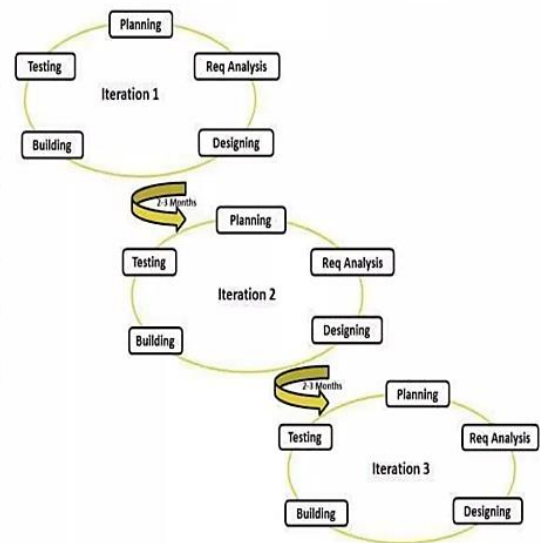 Planning
Testing
Req Analysis
Iteration 1
Building
Designing
2-3 Months
Planning
Testing
Req Analysis
Iteration 2
Building
Designing
2-3 Months
Planning
Testing
Req Analysis
Iteration 3
Building
Designing